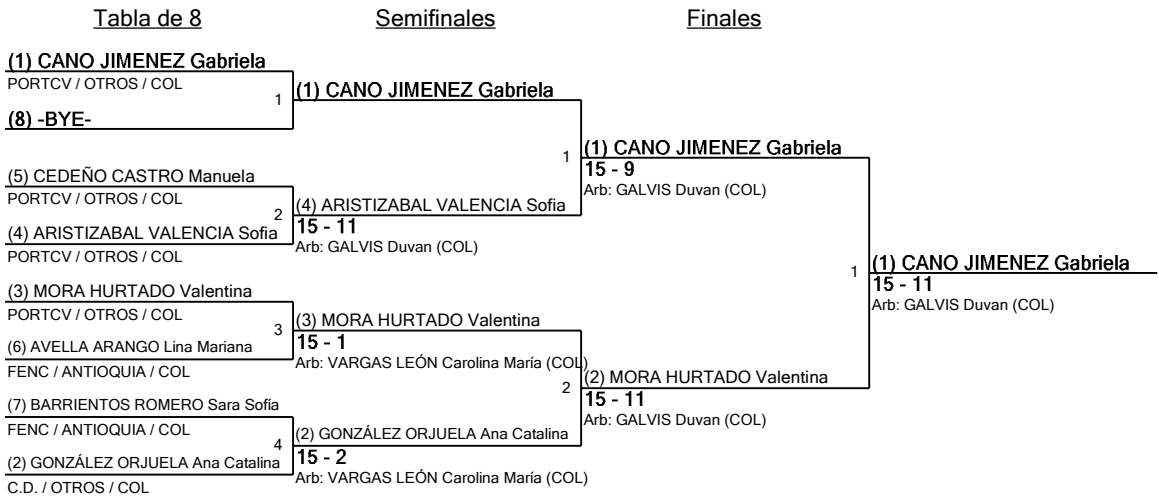 Tabla de 8
Semifinales
Finales
(1) CANO JIMENEZ Gabriela
PORTCV / OTROS / COL
1
(8) -BYE-
(5) CEDEÑO CASTRO Manuela
PORTCV / OTROS / COL
2
(4) ARISTIZABAL VALENCIA Sofia
PORTCV / OTROS / COL
(3) MORA HURTADO Valentina
PORTCV / OTROS / COL
3
(6) AVELLA ARANGO Lina Mariana
FENC / ANTIOQUIA / COL
(7) BARRIENTOS ROMERO Sara Sofía
FENC / ANTIOQUIA / COL
4
(2) GONZÁLEZ ORJUELA Ana Catalina
C.D. / OTROS / COL
(1) CANO JIMENEZ Gabriela
1
(4) ARISTIZABAL VALENCIA Sofia
15 - 11
Arb: GALVIS Duvan (COL)
(3) MORA HURTADO Valentina
15 - 1
Arb: VARGAS LEÓN Carolina María (COL)
2
(2) GONZÁLEZ ORJUELA Ana Catalina
15 - 2
Arb: VARGAS LEÓN Carolina María (COL)
(1) CANO JIMENEZ Gabriela
15 - 9
Arb: GALVIS Duvan (COL)
1
(2) MORA HURTADO Valentina
15 - 11
Arb: GALVIS Duvan (COL)
(1) CANO JIMENEZ Gabriela
15 - 11
Arb: GALVIS Duvan (COL)